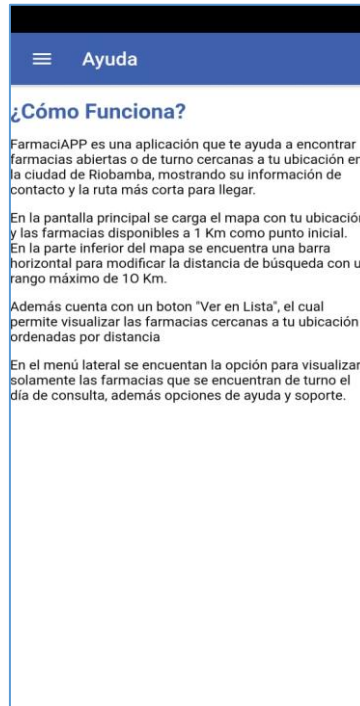 Ayuda
¿Cómo Funciona?
FarmaciAPP es una aplicación que te ayuda a encontrar
farmacias abiertas o de turno cercanas a tu ubicación en
la ciudad de Riobamba, mostrando su información de
contacto y la ruta más corta para llegar.
En la pantalla principal se carga el mapa con tu ubicación
y las farmacias disponibles a 1 Km como punto inicial.
En la parte inferior del mapa se encuentra una barra
horizontal para modificar la distancia de búsqueda con u
rango máximo de 10 Km.
Además cuenta con un boton "Ver en Lista", el cual
permite visualizar las farmacias cercanas a tu ubicación
ordenadas por distancia
En el menú lateral se encuentan la opción para visualizar
solamente las farmacias que se encuentran de turno el
día de consulta, además opciones de ayuda y soporte.